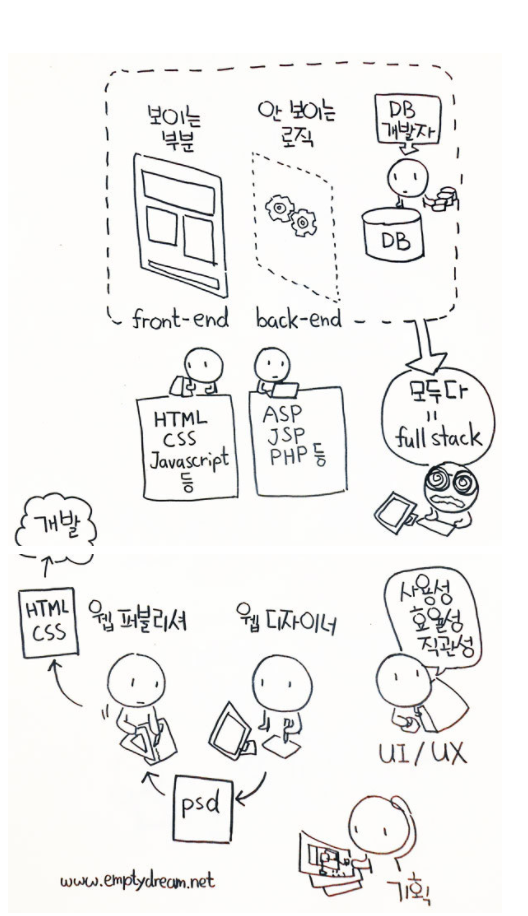 보이는
부분
안 보이는
로직
DB
개발자
DB
front-end
back-end
HTML
CSS
Javascript
등
ASP
JSP
PHP 등
모두다
=
full stack
개발
HTML
CSS
웹 퍼블리셔
웹 디자이너
psd
사용성
효율성
직관성
UI / UX
기획
www.emptydream.net